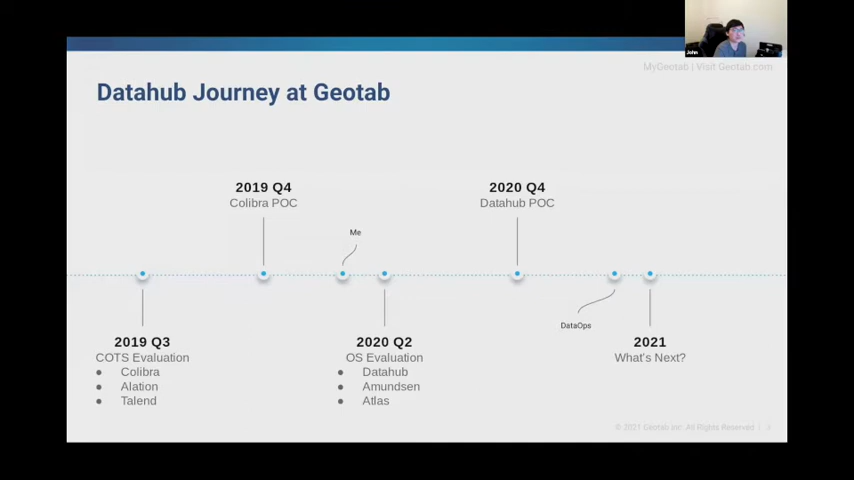 John
MyGeotab | Visit Geotab.com
Datahub Journey at Geotab
2019 Q4
Colibra POC
2020 Q4
Datahub POC
Me
DataOps
2019 Q3
COTS Evaluation
● Colibra
● Alation
● Talend
2020 Q2
OS Evaluation
● Datahub
● Amundsen
● Atlas
2021
What's Next?
© 2021 Geotab Inc. All Rights Reserved |